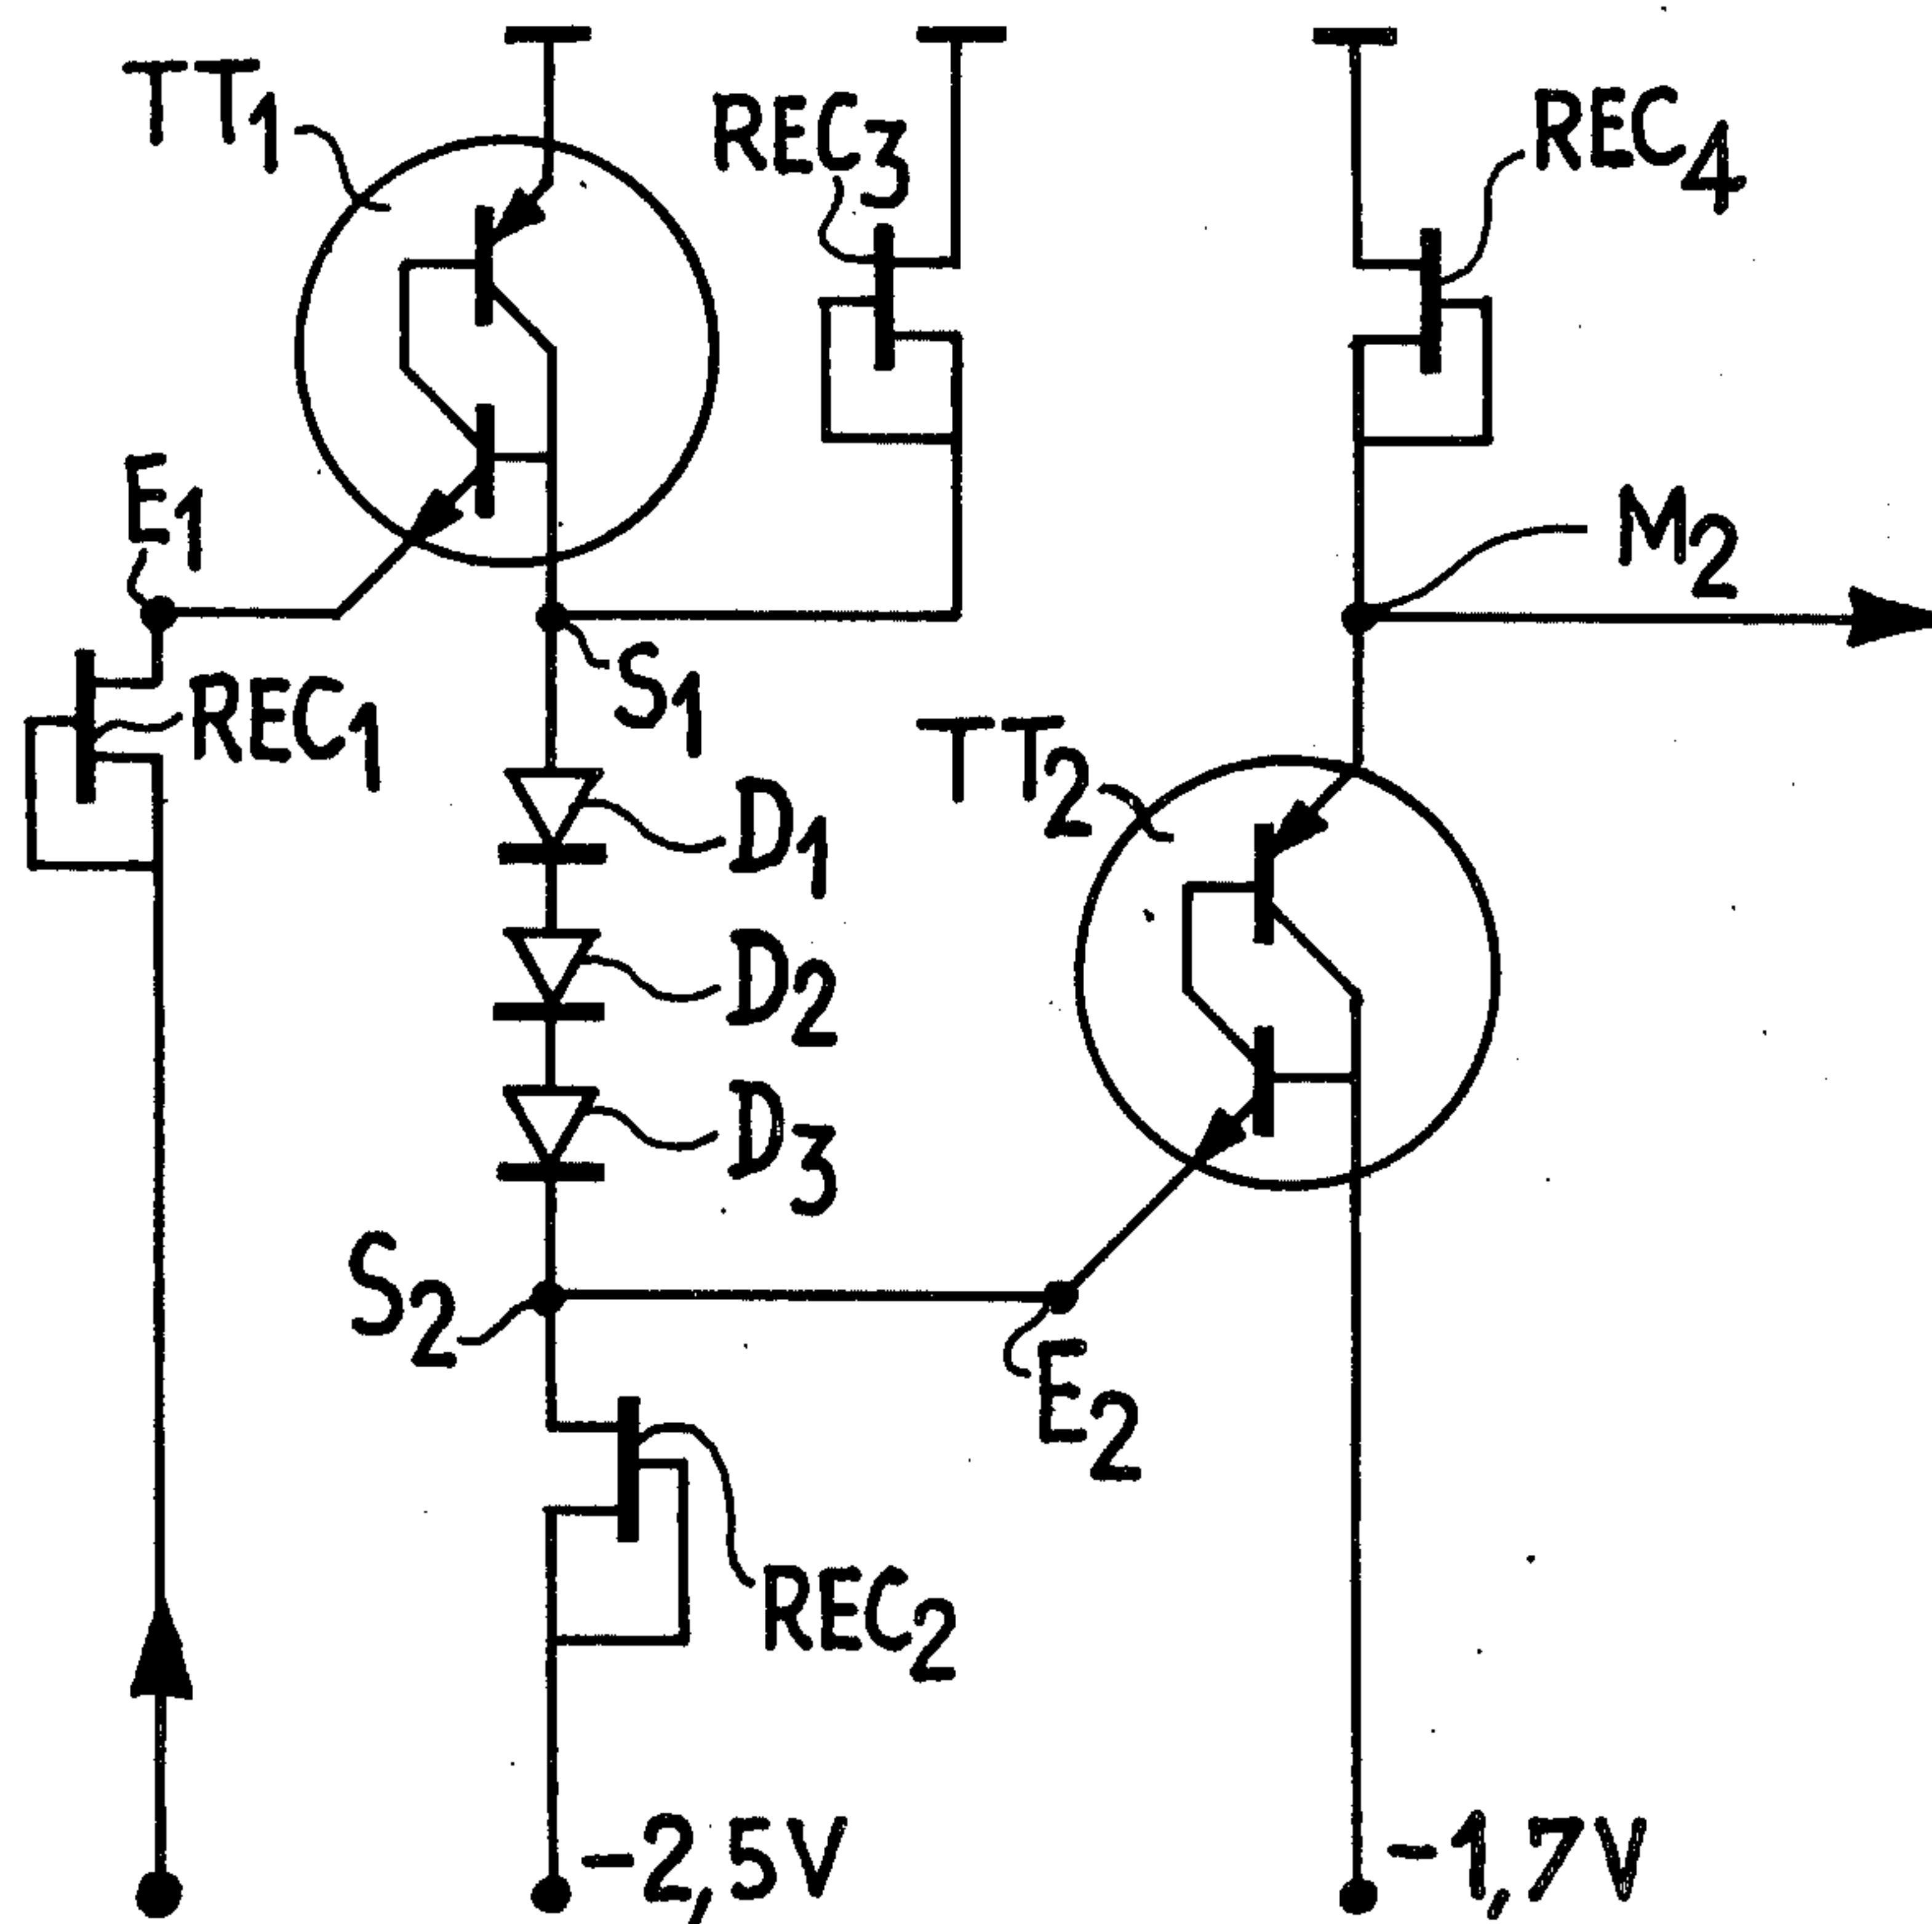 TT1
REC3
REC4
E1
M2
S1
REC1
TT2
D1
D2
D3
S2
E2
REC2
-2,5V
-1,7V